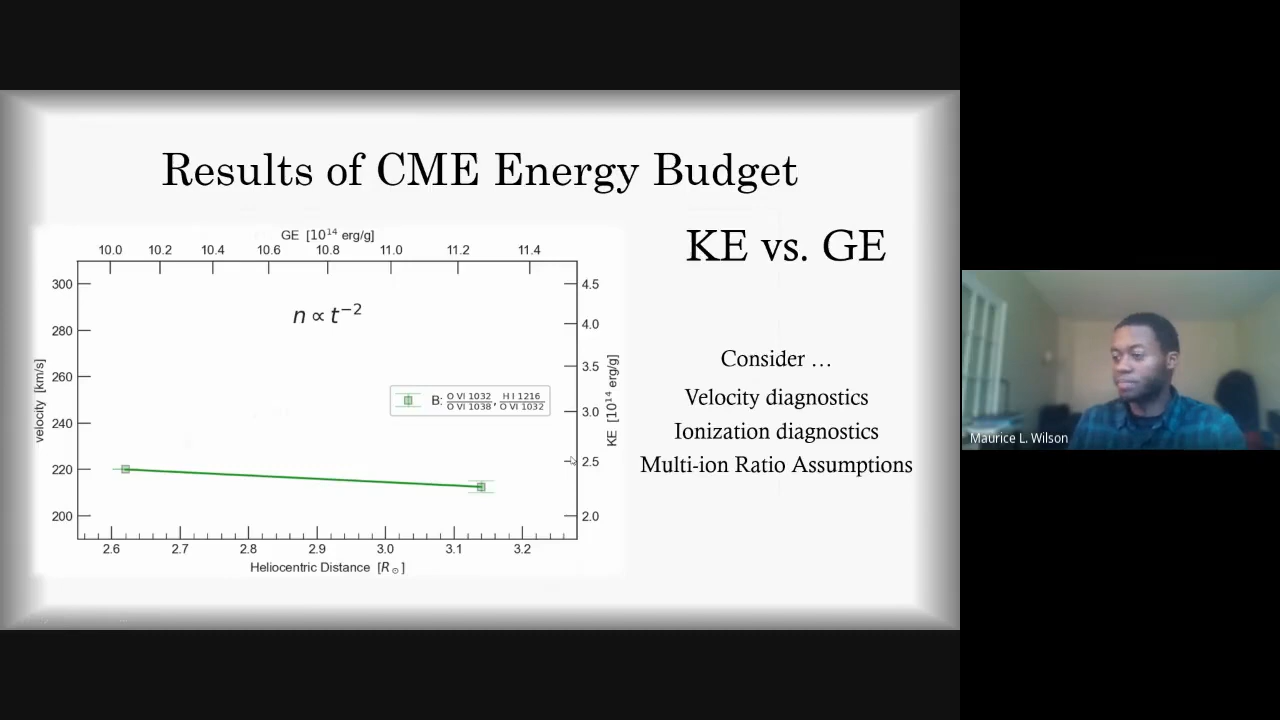 Results of CME Energy Budget
KE vs. GE
GE [10¹⁴ erg/g]
10.0 10.2 10.4 10.6 10.8 11.0 11.2 11.4
n ∝ t⁻²
300
280
260
240
220
200
velocity [km/s]
4.5
4.0
3.5
3.0
2.5
2.0
KE [10¹⁴ erg/g]
B: O VI 1032 / O VI 1038, H I 1216 / O VI 1032
2.6 2.7 2.8 2.9 3.0 3.1 3.2
Heliocentric Distance [R☉]
Consider …
Velocity diagnostics
Ionization diagnostics
Multi-ion Ratio Assumptions
Maurice L. Wilson